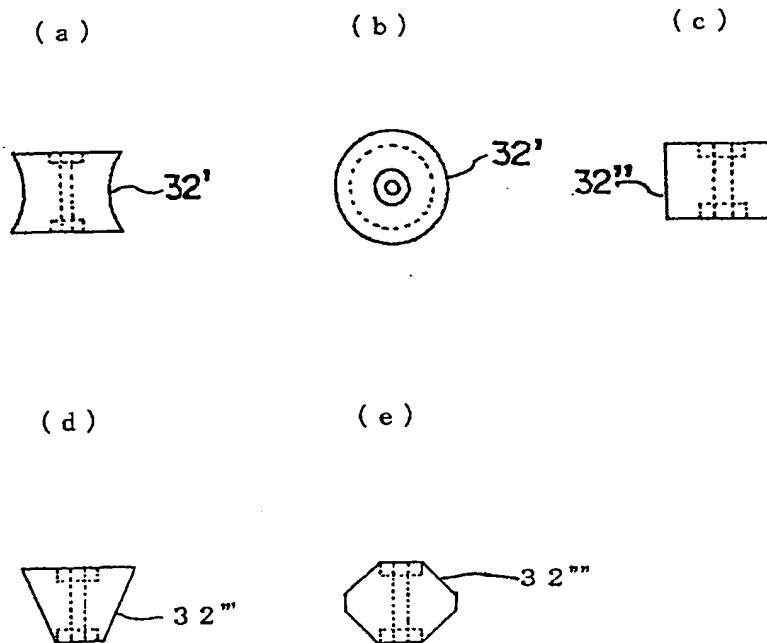 ( a )
( b )
( c )
32'
32'
32"
( d )
( e )
3 2"'
3 2""